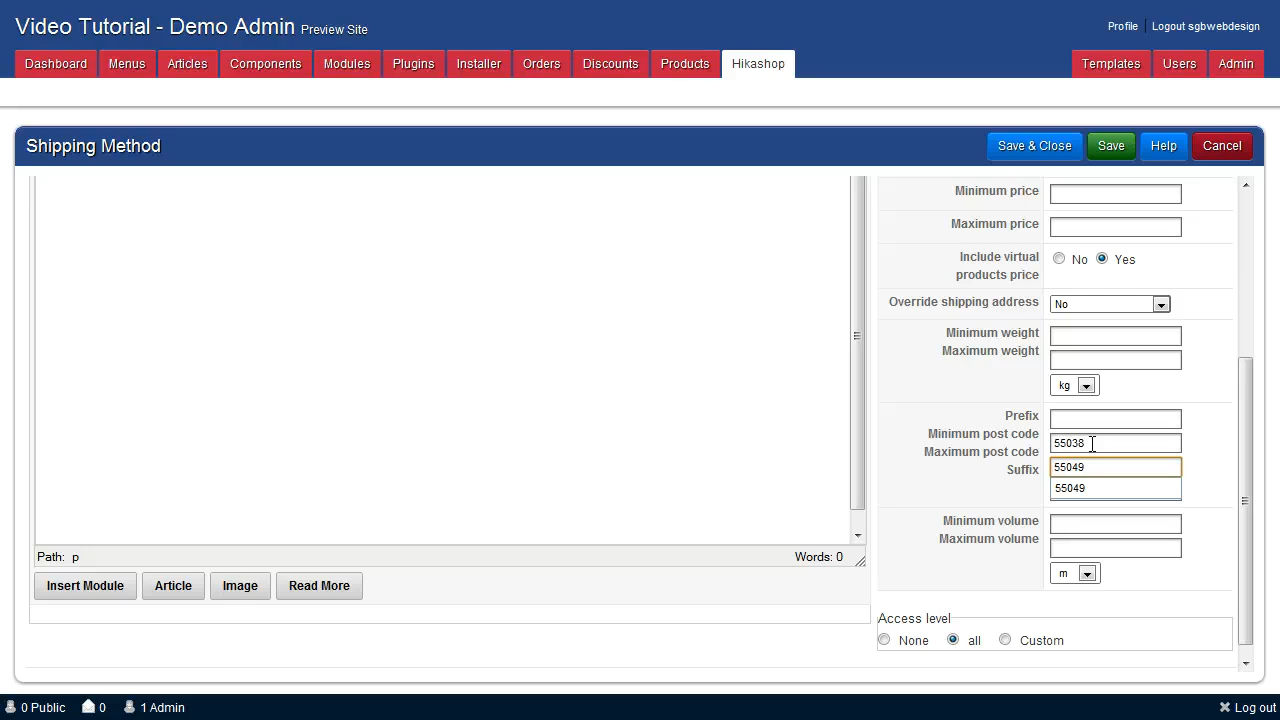 Video Tutorial - Demo Admin Preview Site
Profile Logout sgbwebdesign
Dashboard Menus Articles Components Modules Plugins Installer Orders Discounts Products Hikashop Templates Users Admin
Shipping Method
Save & Close Save Help Cancel
Minimum price
Maximum price
Include virtual
products price
No Yes
Override shipping address
No
Minimum weight
Maximum weight
kg
Prefix
Minimum post code
Maximum post code
Suffix
55038
55049
55049
Minimum volume
Maximum volume
m
Path: p
Words: 0
Insert Module Article Image Read More
Access level
None all Custom
0 Public 0 1 Admin
Log out